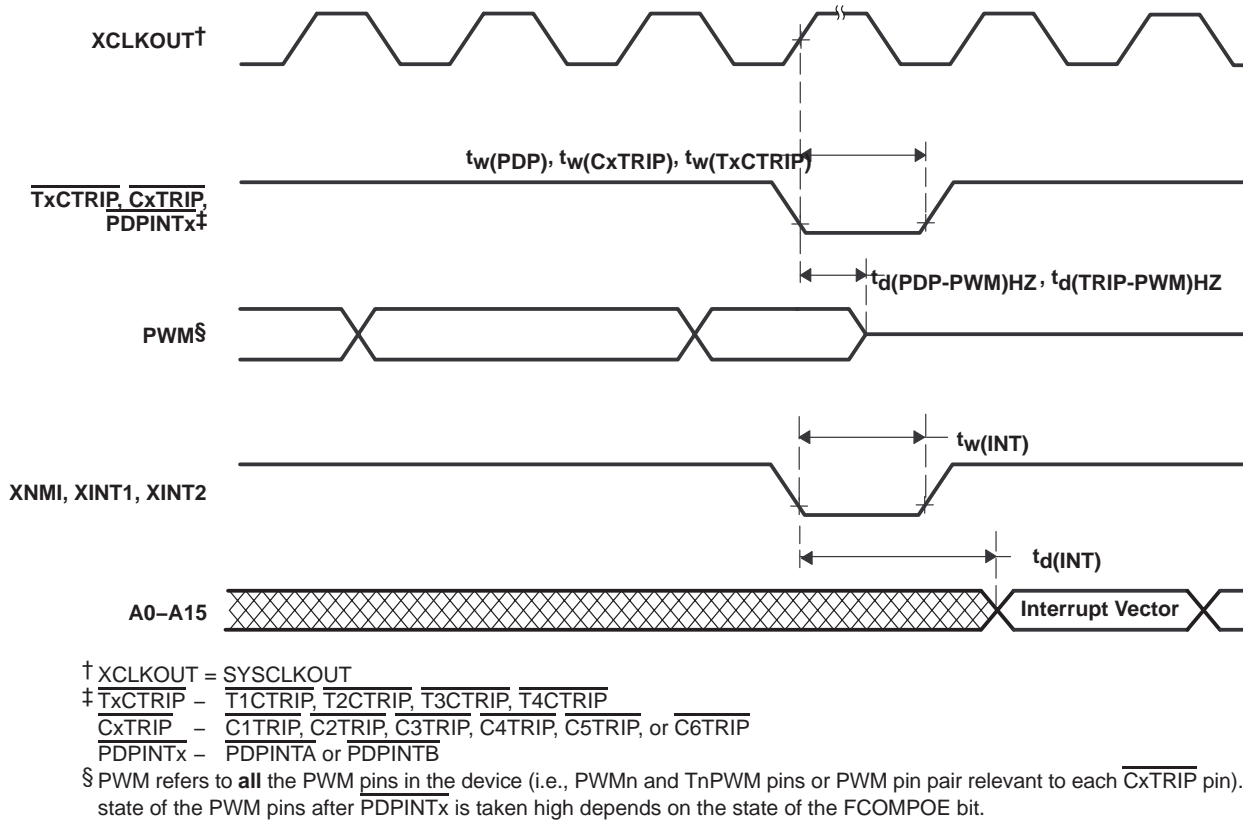 XCLKOUT†
tw(PDP), tw(CxTRIP), tw(TxCTRIP)
TxCTRIP, CxTRIP,
PDPINTx‡
td(PDP-PWM)HZ, td(TRIP-PWM)HZ
PWM§
tw(INT)
XNMI, XINT1, XINT2
td(INT)
A0–A15
Interrupt Vector
† XCLKOUT = SYSCLKOUT
‡ TxCTRIP – T1CTRIP, T2CTRIP, T3CTRIP, T4CTRIP
CxTRIP – C1TRIP, C2TRIP, C3TRIP, C4TRIP, C5TRIP, or C6TRIP
PDPINTx – PDPINTA or PDPINTB
§ PWM refers to all the PWM pins in the device (i.e., PWMn and TnPWM pins or PWM pin pair relevant to each CxTRIP pin).
state of the PWM pins after PDPINTx is taken high depends on the state of the FCOMPOE bit.